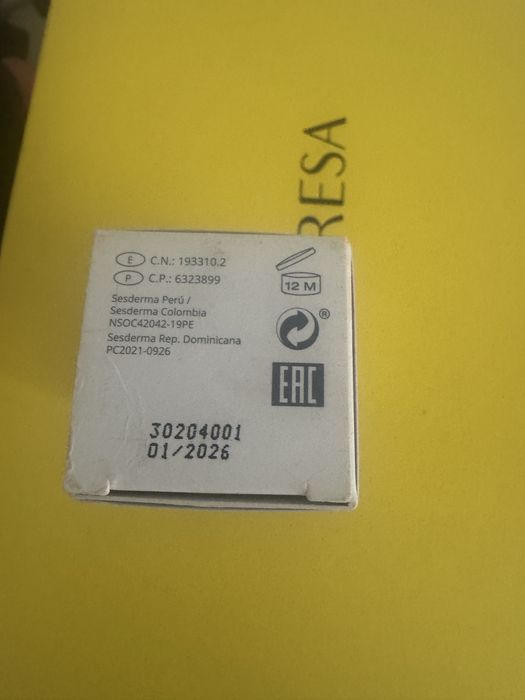 RESA
E C.N.: 193310.2
P C.P.: 6323899
Sesderma Perú /
Sesderma Colombia
NSOC42042-19PE
Sesderma Rep. Dominicana
PC2021-0926
12 M
®
EAC
30204001
01/2026